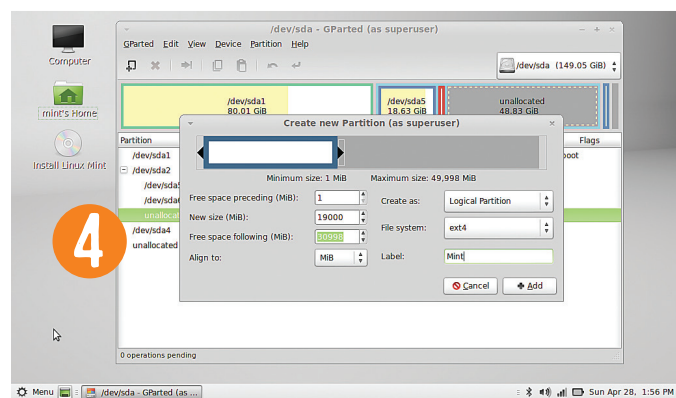 /dev/sda - GParted (as superuser)
GParted Edit View Device Partition Help
/dev/sda (149.05 GiB)
Computer
mint's Home
Install Linux Mint
/dev/sda1
80.01 GiB
/dev/sda5
18.63 GiB
unallocated
48.83 GiB
Partition
Flags
/dev/sda1
boot
/dev/sda2
/dev/sda4
unallocated
Create new Partition (as superuser)
Minimum size: 1 MiB Maximum size: 49,998 MiB
Free space preceding (MiB): 1 Create as: Logical Partition
New size (MiB): 19000
File system: ext4
Free space following (MiB): 30998
Align to: MiB Label: Mint
Cancel Add
4
0 operations pending
Menu /dev/sda - GParted (as ... Sun Apr 28, 1:56 PM